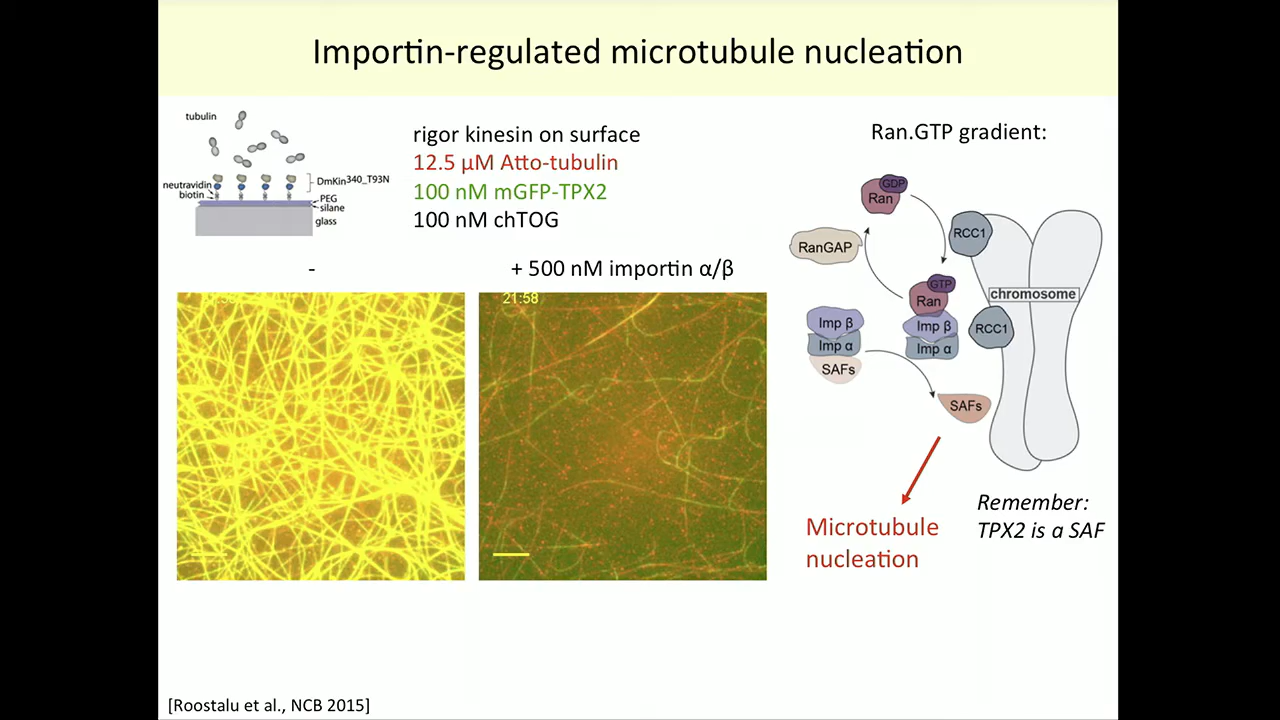 Importin-regulated microtubule nucleation
tubulin
neutravidin
biotin
DmKin340_T93N
PEG
silane
glass
rigor kinesin on surface
12.5 µM Atto-tubulin
100 nM mGFP-TPX2
100 nM chTOG
-
+ 500 nM importin α/β
21:58
Ran.GTP gradient:
GDP
Ran
RCC1
RanGAP
GTP
Ran
chromosome
Imp β
Imp α
SAFs
Imp β
Imp α
RCC1
SAFs
Microtubule
nucleation
Remember:
TPX2 is a SAF
[Roostalu et al., NCB 2015]